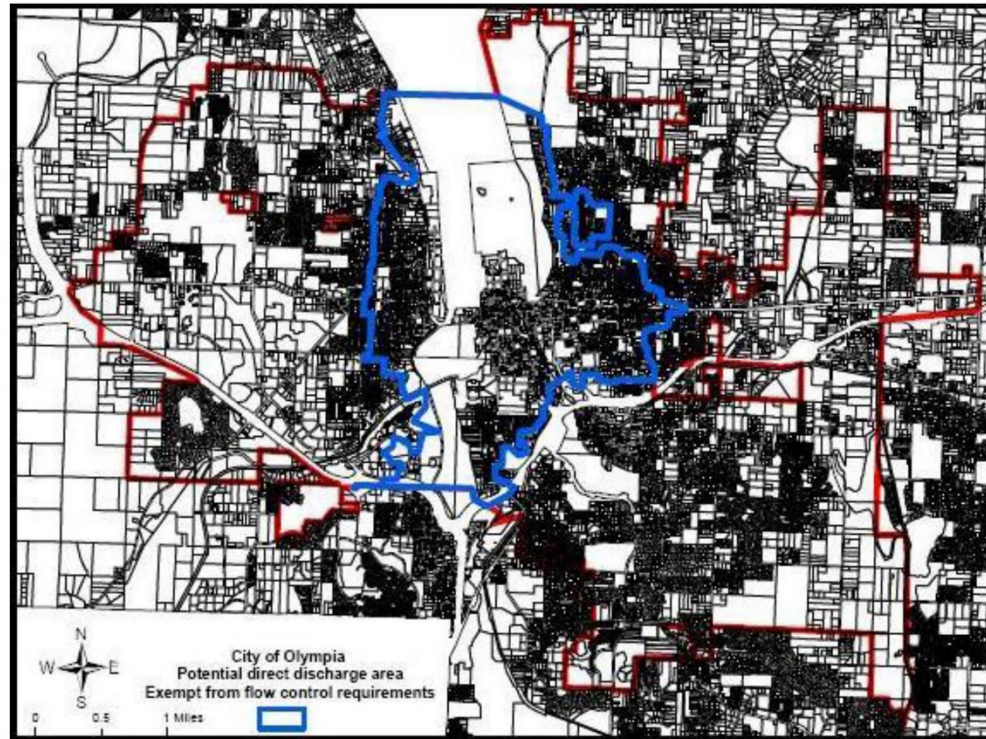 N
W E
S
0 0.5 1 Miles
City of Olympia
Potential direct discharge area
Exempt from flow control requirements